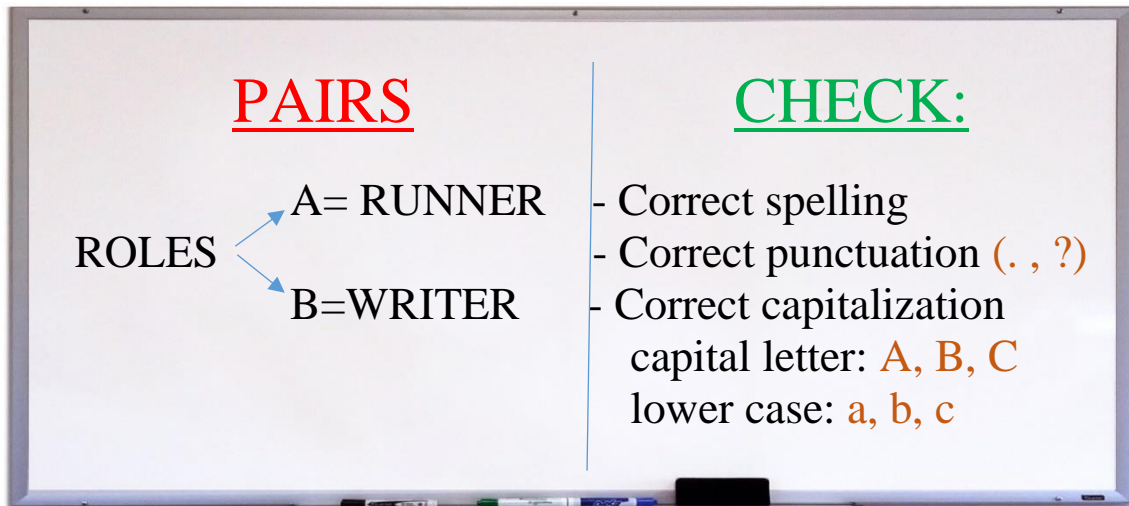 PAIRS
A= RUNNER
ROLES
B=WRITER
CHECK:
- Correct spelling
- Correct punctuation (. , ?)
- Correct capitalization
capital letter: A, B, C
lower case: a, b, c